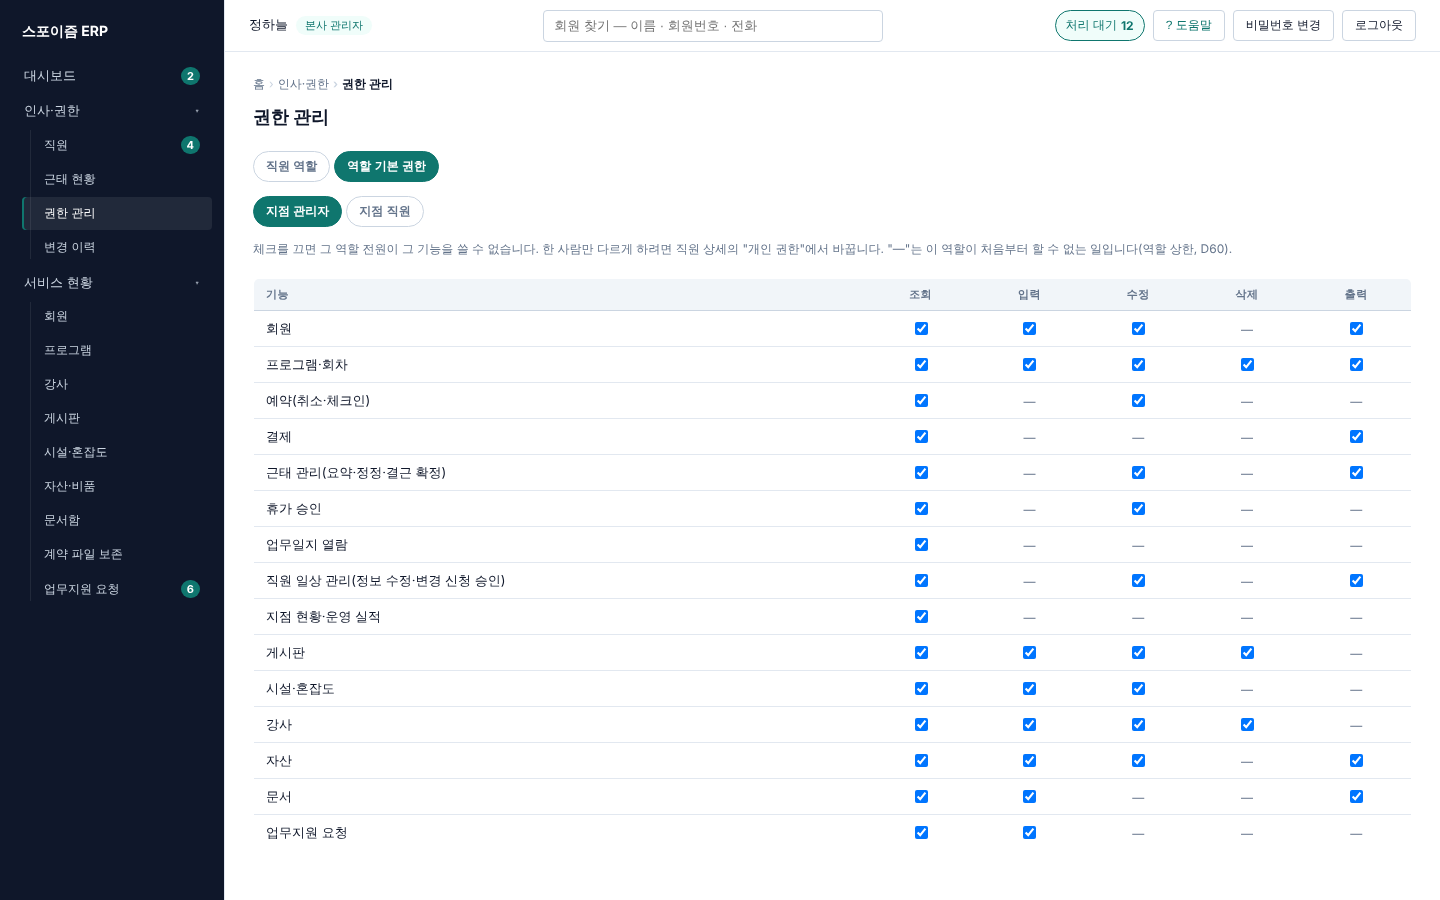 스포이즘 ERP
대시보드 2
인사·권한
직원 4
근태 현황
권한 관리
변경 이력
서비스 현황
회원
프로그램
강사
게시판
시설·혼잡도
자산·비품
문서함
계약 파일 보존
업무지원 요청 6
정하늘 본사 관리자 회원 찾기 — 이름 · 회원번호 · 전화 처리 대기 12 ? 도움말 비밀번호 변경 로그아웃
홈 › 인사·권한 › 권한 관리
권한 관리
직원 역할 역할 기본 권한
지점 관리자 지점 직원
체크를 끄면 그 역할 전원이 그 기능을 쓸 수 없습니다. 한 사람만 다르게 하려면 직원 상세의 "개인 권한"에서 바꿉니다. "—"는 이 역할이 처음부터 할 수 없는 일입니다(역할 상한, D60).
기능 조회 입력 수정 삭제 출력
회원 —
프로그램·회차
예약(취소·체크인) — — —
결제 — — —
근태 관리(요약·정정·결근 확정) — —
휴가 승인 — — —
업무일지 열람 — — — —
직원 일상 관리(정보 수정·변경 신청 승인) — —
지점 현황·운영 실적 — — — —
게시판 —
시설·혼잡도 — —
강사 —
자산 —
문서 — —
업무지원 요청 — — —